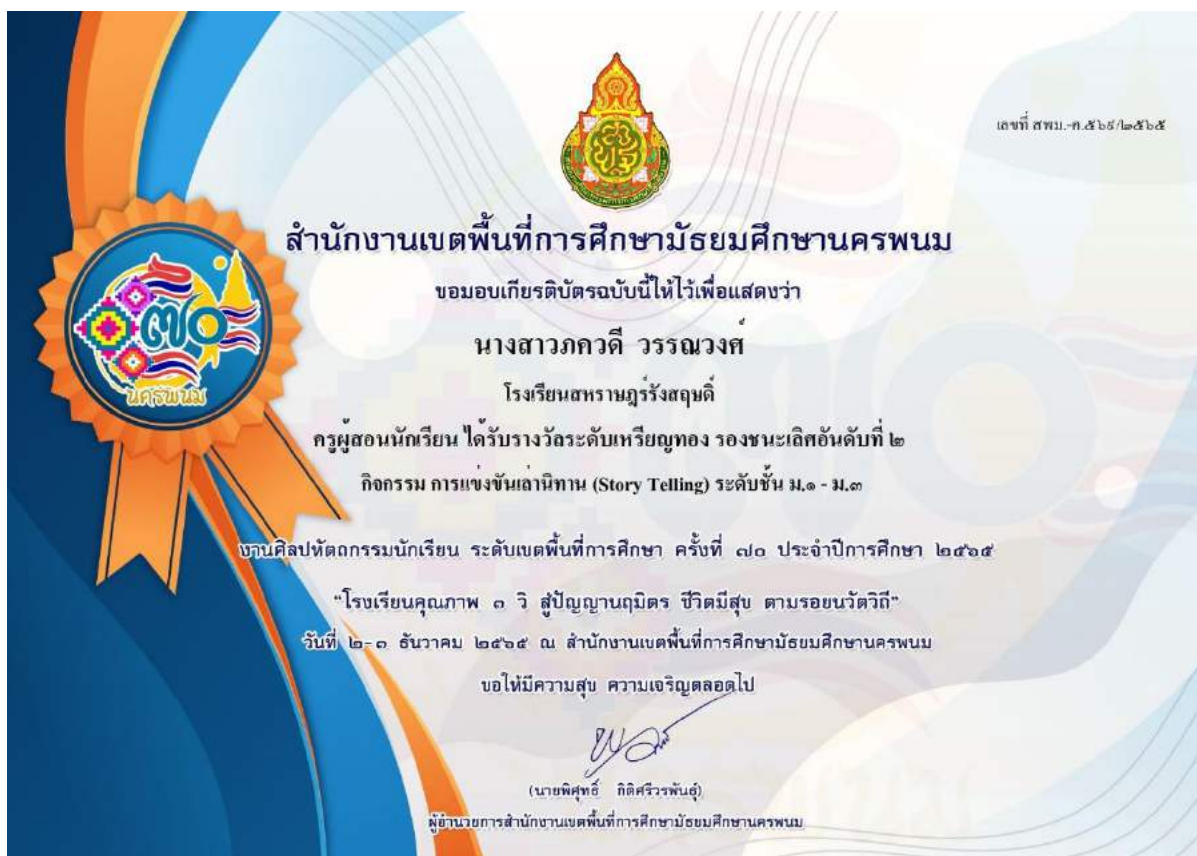 เลขที่ สพม.-ค.๕๖๙/๒๕๖๕
สำนักงานเขตพื้นที่การศึกษามัธยมศึกษานครพนม
ขอมอบเกียรติบัตรฉบับนี้ให้ไว้เพื่อแสดงว่า
นางสาวภควดี วรรณวงศ์
โรงเรียนสหราษฎร์รังสฤษดิ์
ครูผู้สอนนักเรียน ได้รับรางวัลระดับเหรียญทอง รองชนะเลิศอันดับที่ ๒
กิจกรรม การแข่งขันเล่านิทาน (Story Telling) ระดับชั้น ม.๑ - ม.๓
๗๐
นครพนม
งานศิลปหัตถกรรมนักเรียน ระดับเขตพื้นที่การศึกษา ครั้งที่ ๗๐ ประจำปีการศึกษา ๒๕๖๕
"โรงเรียนคุณภาพ ๓ วิ สู่ปัญญานฤมิตร ชีวิตมีสุข ตามรอยนวัตวิถี"
วันที่ ๒-๓ ธันวาคม ๒๕๖๕ ณ สำนักงานเขตพื้นที่การศึกษามัธยมศึกษานครพนม
ขอให้มีความสุข ความเจริญตลอดไป
(นายพิศุทธิ์ กิติศรีวรพันธุ์)
ผู้อำนวยการสำนักงานเขตพื้นที่การศึกษามัธยมศึกษานครพนม